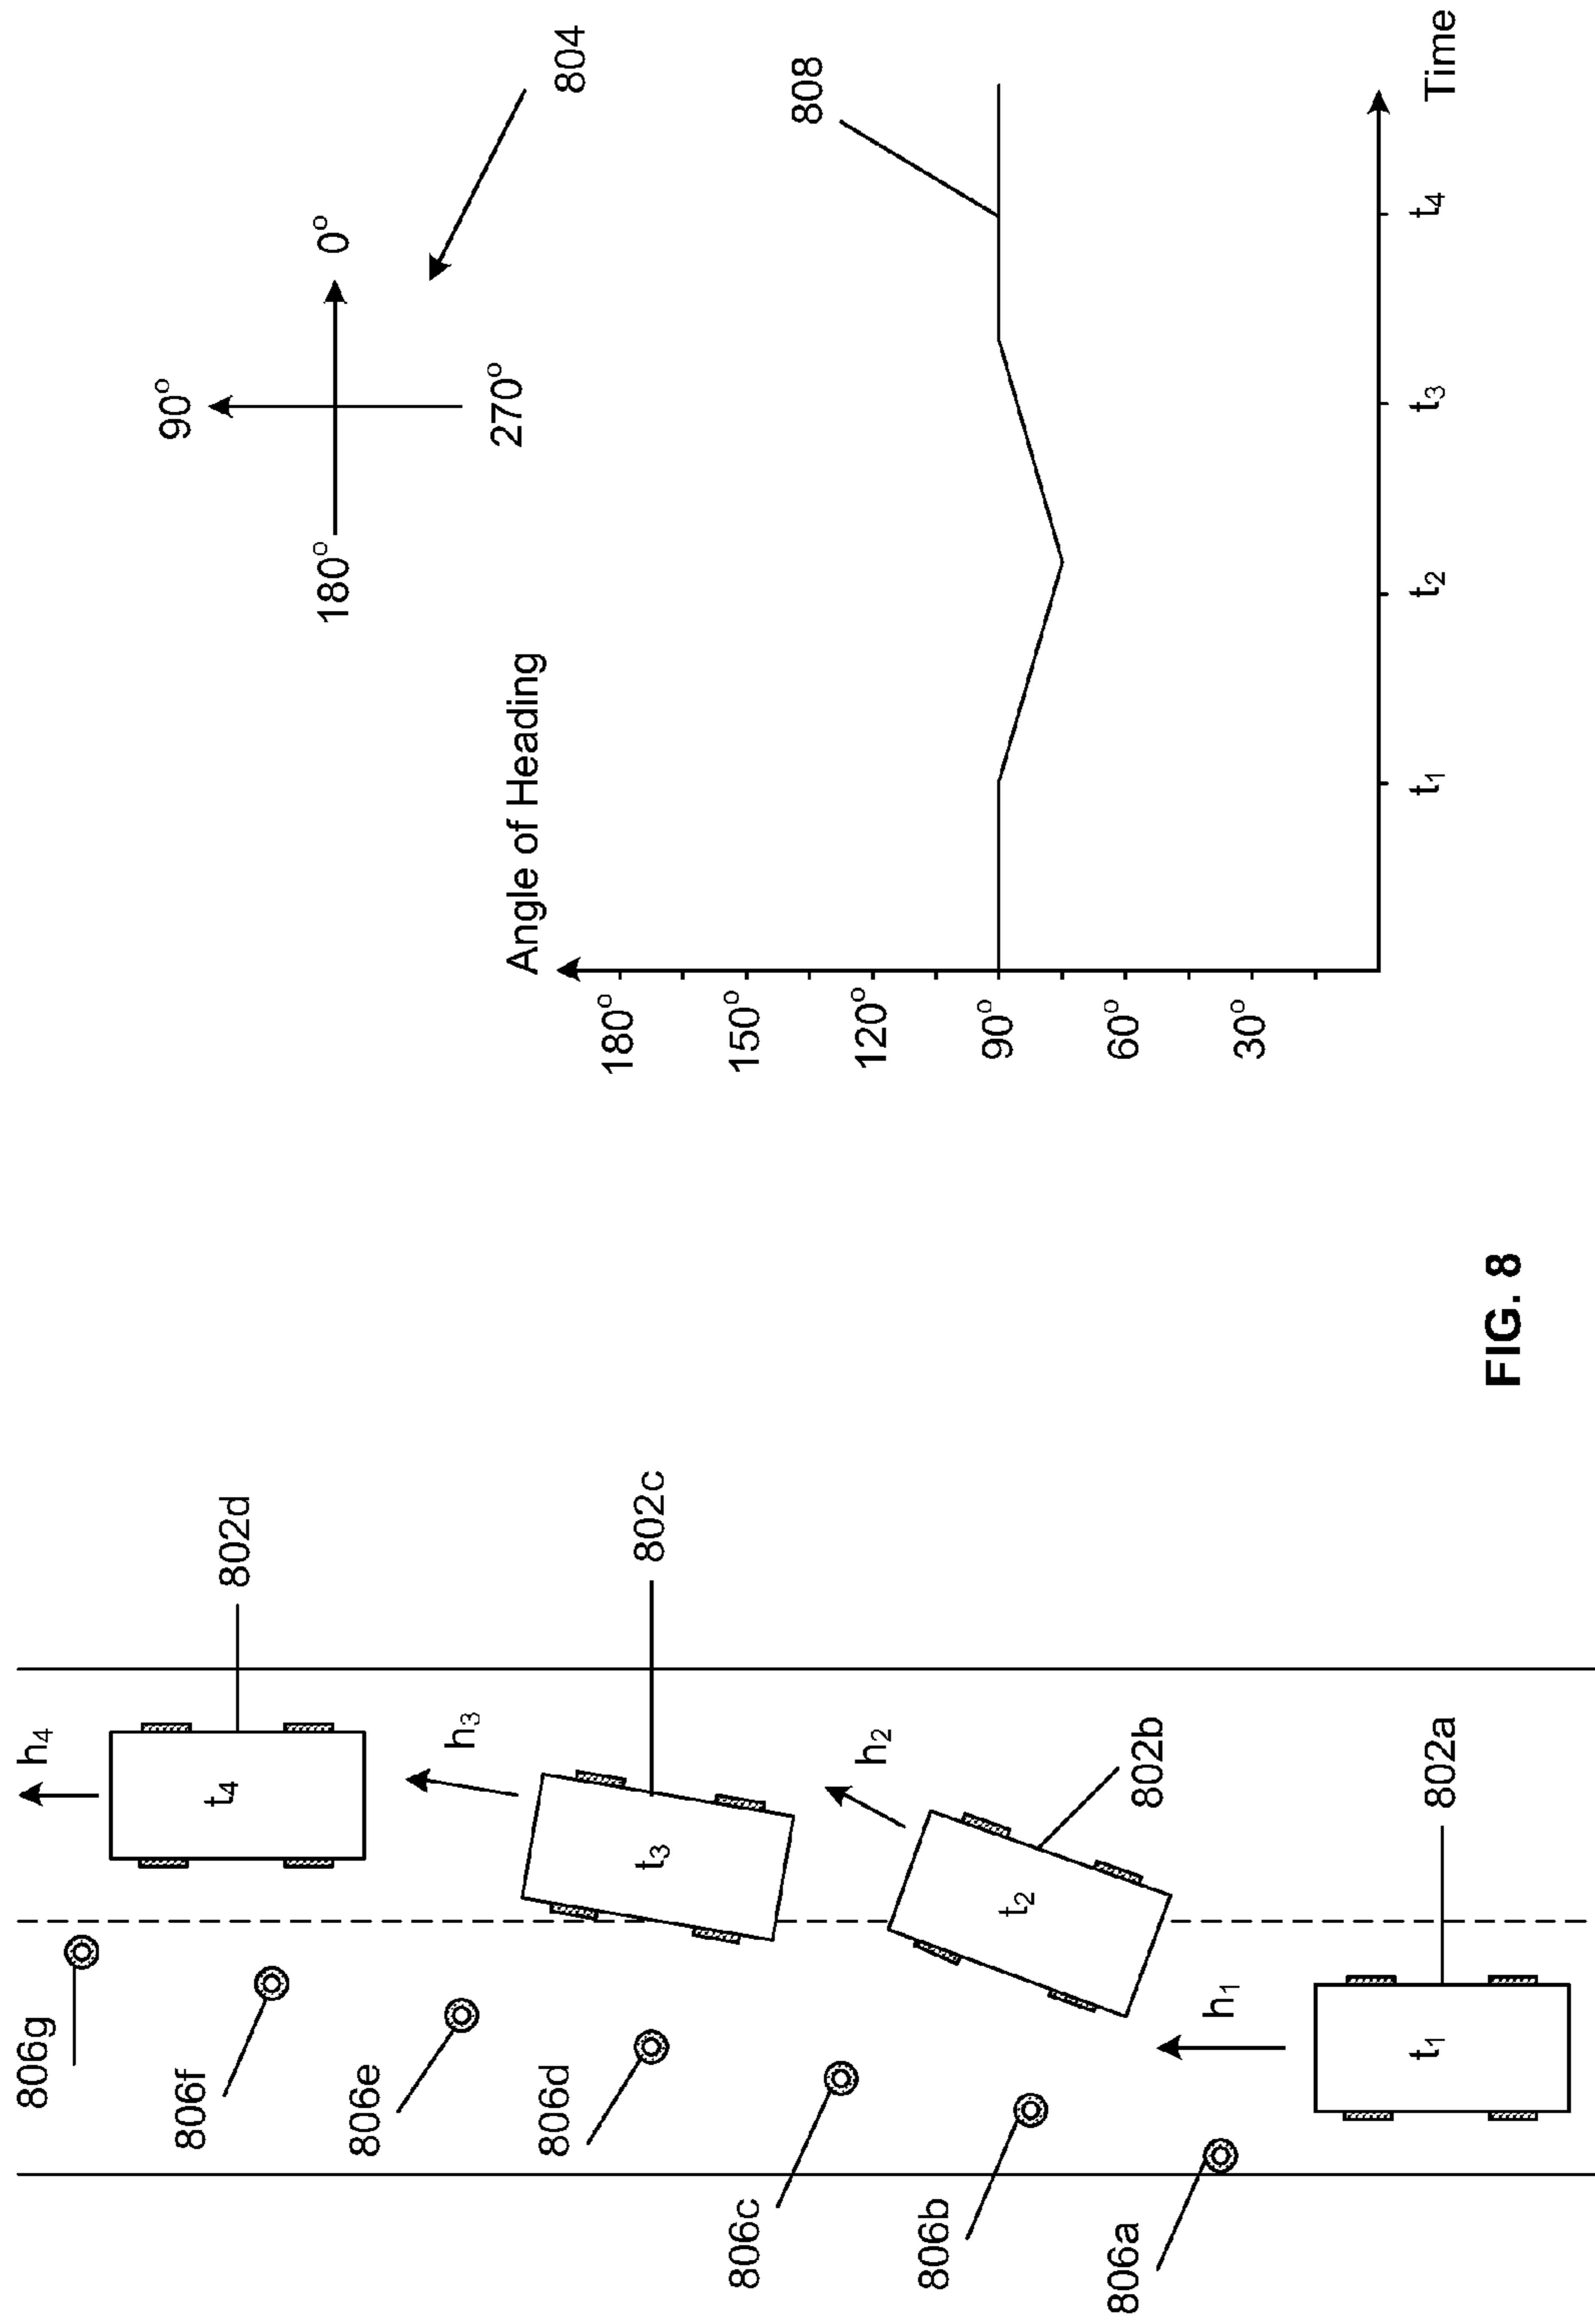 806g
806f
806e
806d
806c
806b
806a
h4
t4
802d
h3
t3
802c
h2
t2
802b
h1
t1
802a
90°
180°
0°
270°
804
Angle of Heading
180°
150°
120°
90°
60°
30°
808
t1
t2
t3
t4
Time
FIG. 8